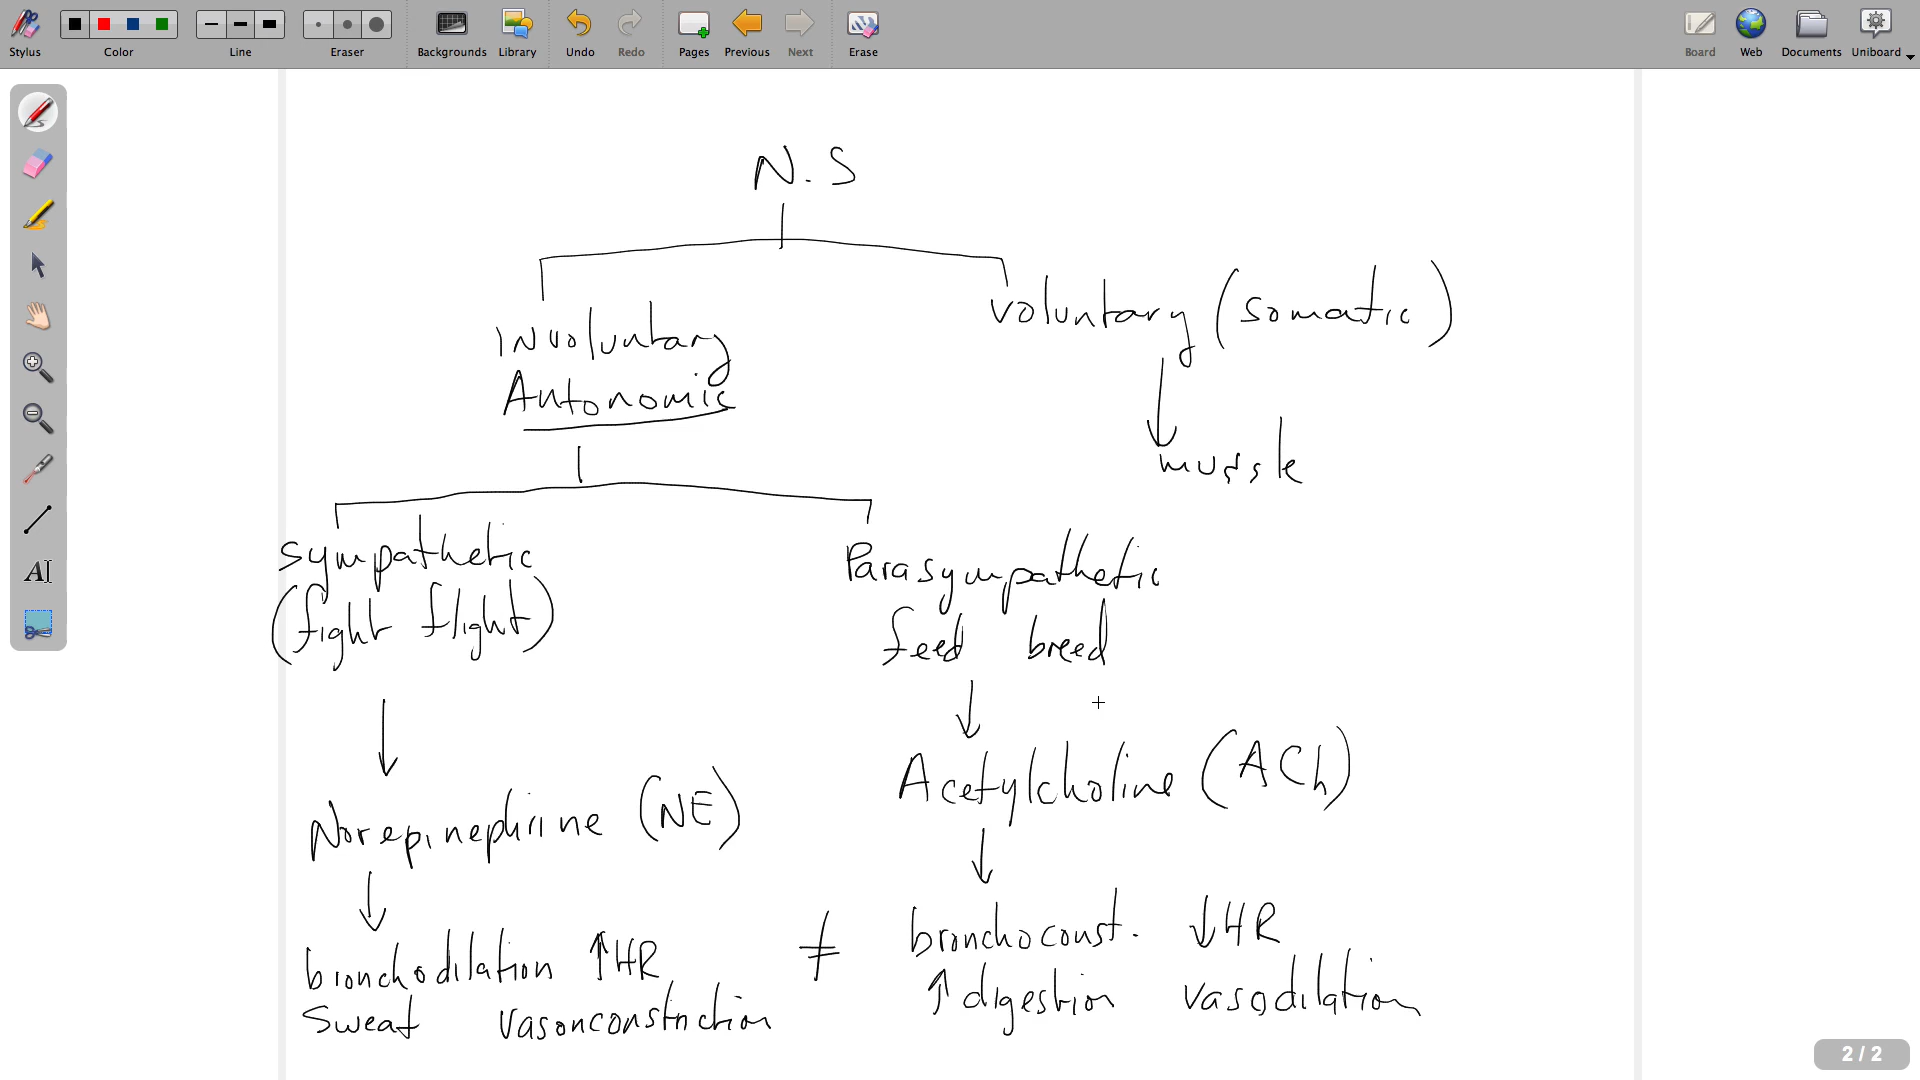 Stylus Color Line Eraser Backgrounds Library Undo Redo Pages Previous Next Erase Board Web Documents Uniboard
N.S
voluntary (somatic)
involuntary
Autonomic
muscle
sympathetic
(fight flight)
Parasympathetic
feed breed
Acetylcholine (ACh)
Norepinephrine (NE)
bronchoconst. ↓HR
bronchodilation ↑HR ≠
↑digestion vasodilation
Sweat vasonconstriction
A
2 / 2